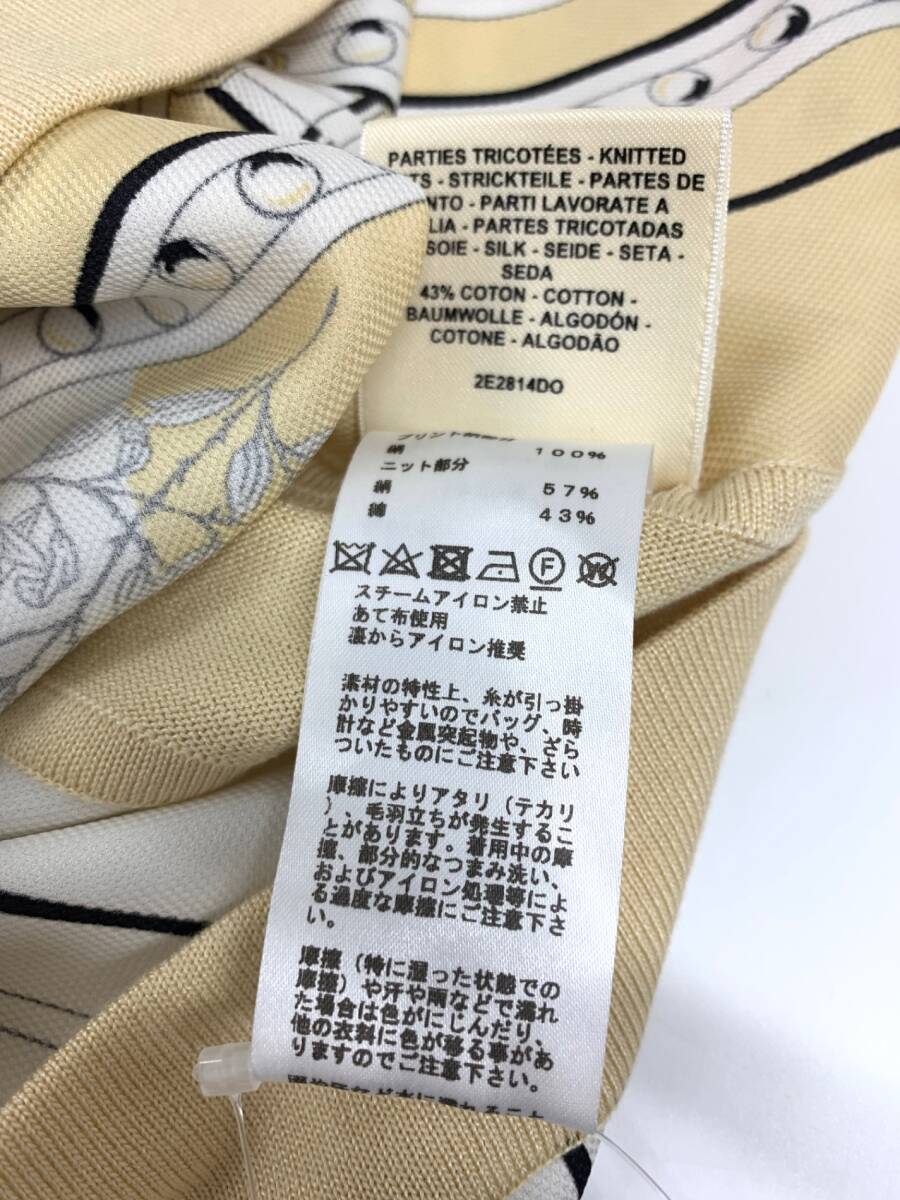 PARTIES TRICOTÉES - KNITTED
TS - STRICKTEILE - PARTES DE
NTO - PARTI LAVORATE A
LIA - PARTES TRICOTADAS
SOIE - SILK - SEIDE - SETA -
SEDA
43% COTON - COTTON -
BAUMWOLLE - ALGODÓN -
COTONE - ALGODÃO
2E2814DO
絹 100%
ニット部分
絹 57%
綿 43%
F
W
スチームアイロン禁止
あて布使用
裏からアイロン推奨
素材の特性上、糸が引っ掛
かりやすいのでバッグ、時
計など金属突起物や、ざら
ついたものにご注意下さい
摩擦によりアタリ（テカリ
）、毛羽立ちが発生するこ
とがあります。着用中の摩
擦、部分的なつまみ洗い、
およびアイロン処理等によ
る過度な摩擦にご注意下さ
い。
摩擦（特に湿った状態での
摩擦）や汗や雨などで濡れ
た場合は色がにじんだり、
他の衣料に色が移る事があ
りますのでご注意下さい。